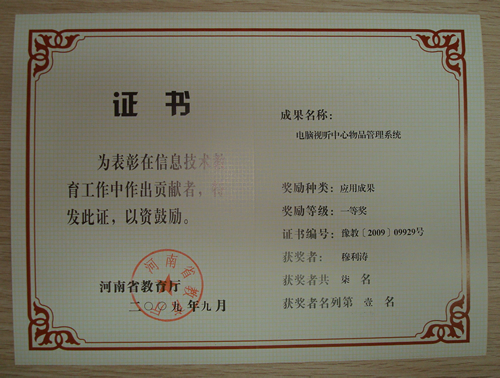 证书
为表彰在信息技术教
育工作中作出贡献者，特
发此证，以资鼓励。
河南省教育厅
二〇〇九年九月
成果名称：
电脑视听中心物品管理系统
奖励种类：应用成果
奖励等级：一等奖
证书编号：豫教〔2009〕09929号
获奖者：穆利涛
获奖者共 柒 名
获奖者名列第 壹 名